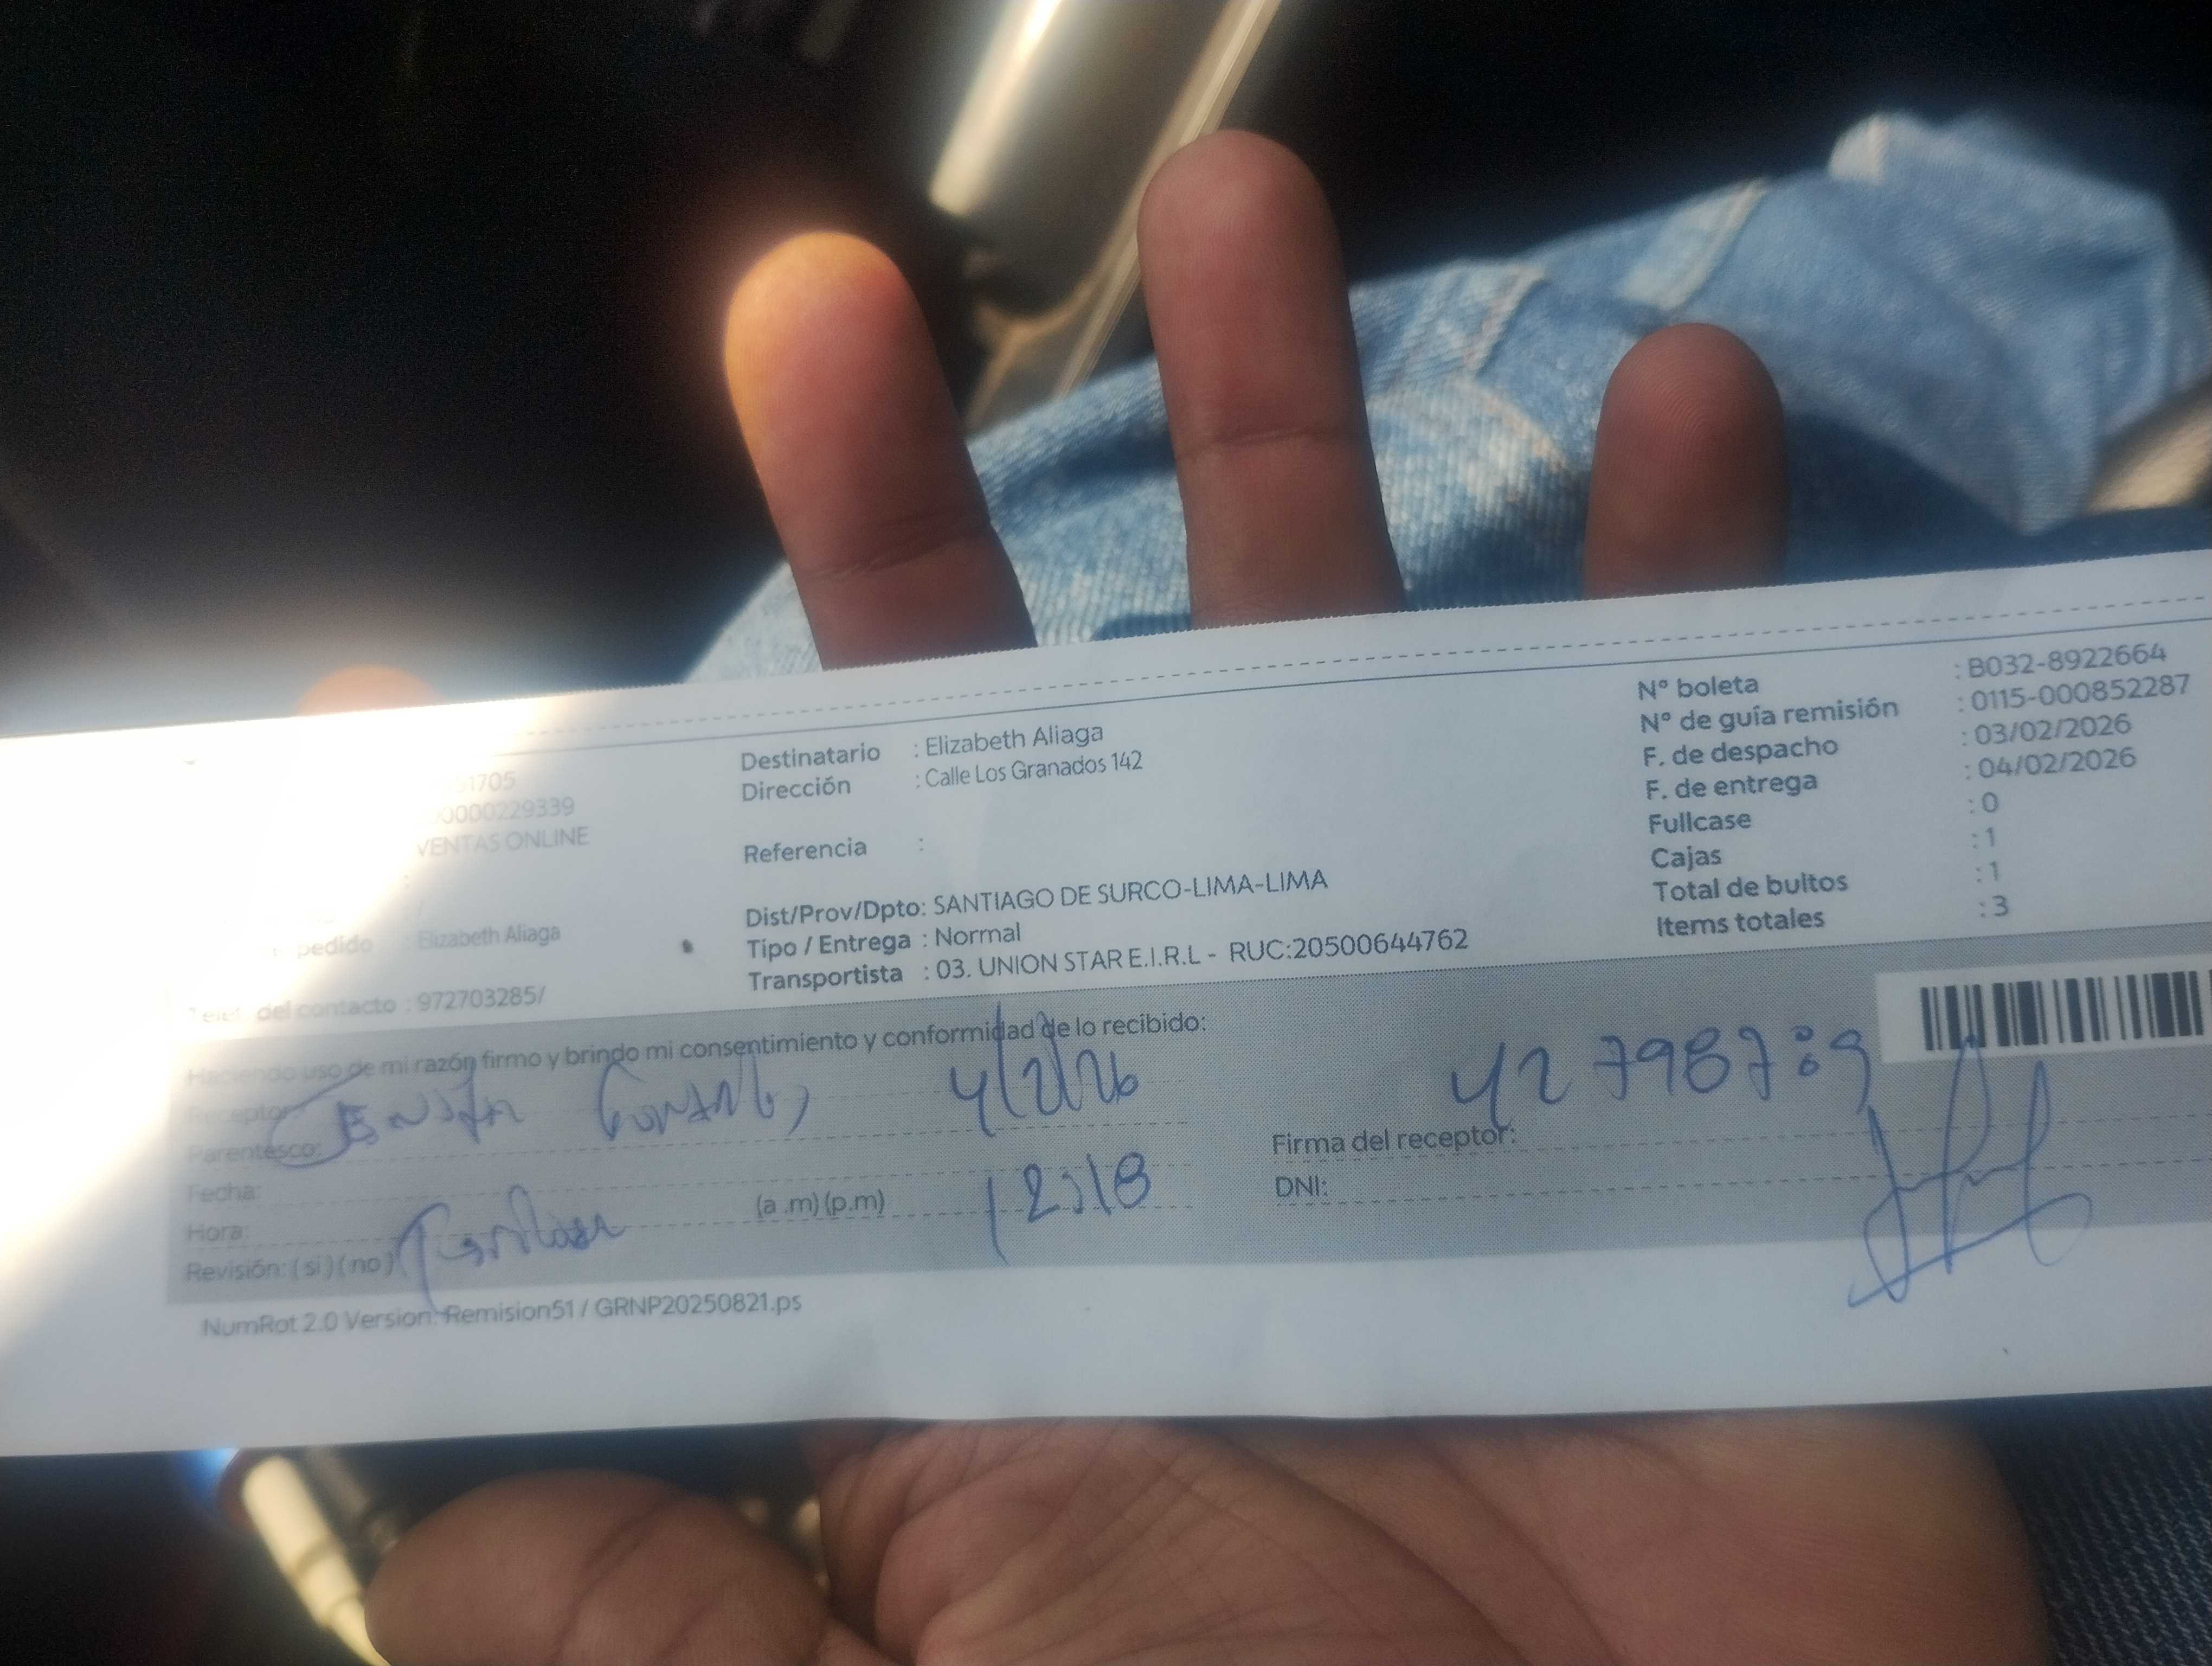 51705
0000229339
VENTAS ONLINE
:
: /
pedido : Elizabeth Aliaga
Telef. del contacto : 972703285/
Destinatario : Elizabeth Aliaga
Dirección : Calle Los Granados 142
Referencia :
Dist/Prov/Dpto: SANTIAGO DE SURCO-LIMA-LIMA
Tipo / Entrega : Normal
Transportista : 03. UNION STAR E.I.R.L - RUC:20500644762
N° boleta : B032-8922664
N° de guía remisión : 0115-000852287
F. de despacho : 03/02/2026
F. de entrega : 04/02/2026
Fullcase : 0
Cajas : 1
Total de bultos : 1
Items totales : 3
Haciendo uso de mi razón firmo y brindo mi consentimiento y conformidad de lo recibido:
Receptor:
Parentesco: 4/2/26
Fecha:
Hora: (a .m) (p.m) 12:18
Revisión: ( si ) ( no )
42798789
Firma del receptor:
DNI:
NumRot 2.0 Version: Remision51 / GRNP20250821.ps